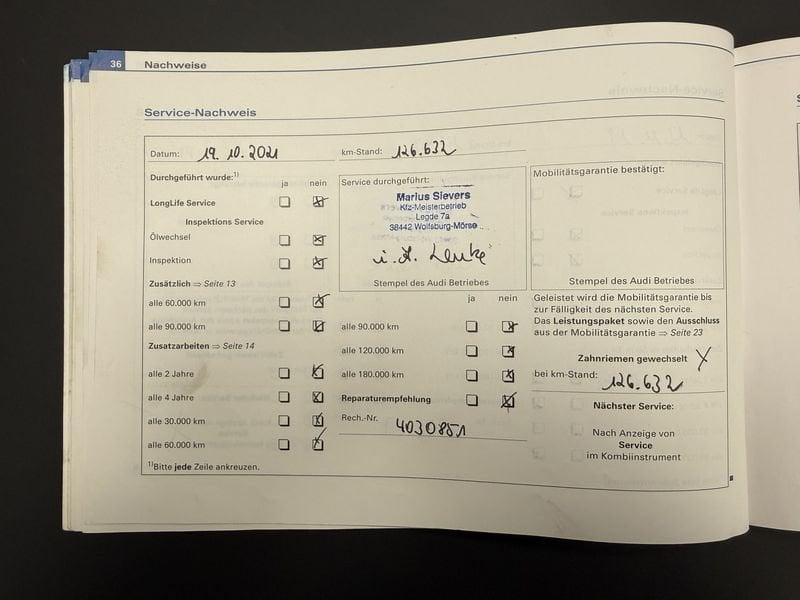 36 Nachweise
Service-Nachweis
Datum: 19.10.2021 km-Stand: 126.632
Durchgeführt wurde:1)
ja nein
LongLife Service
Inspektions Service
Ölwechsel
Inspektion
Zusätzlich ⇒ Seite 13
alle 60.000 km
alle 90.000 km
Zusatzarbeiten ⇒ Seite 14
alle 2 Jahre
alle 4 Jahre
alle 30.000 km
alle 60.000 km
1)Bitte jede Zeile ankreuzen.
Service durchgeführt:
Marius Sievers
Kfz-Meisterbetrieb
Legde 7a
38442 Wolfsburg-Mörse
i.A.
Stempel des Audi Betriebes
ja nein
alle 90.000 km
alle 120.000 km
alle 180.000 km
Reparaturempfehlung
Rech.-Nr.
4030851
Mobilitätsgarantie bestätigt:
Stempel des Audi Betriebes
Geleistet wird die Mobilitätsgarantie bis
zur Fälligkeit des nächsten Service.
Das Leistungspaket sowie den Ausschluss
aus der Mobilitätsgarantie ⇒ Seite 23
Zahnriemen gewechselt X
bei km-Stand: 126.632
Nächster Service:
Nach Anzeige von
Service
im Kombiinstrument